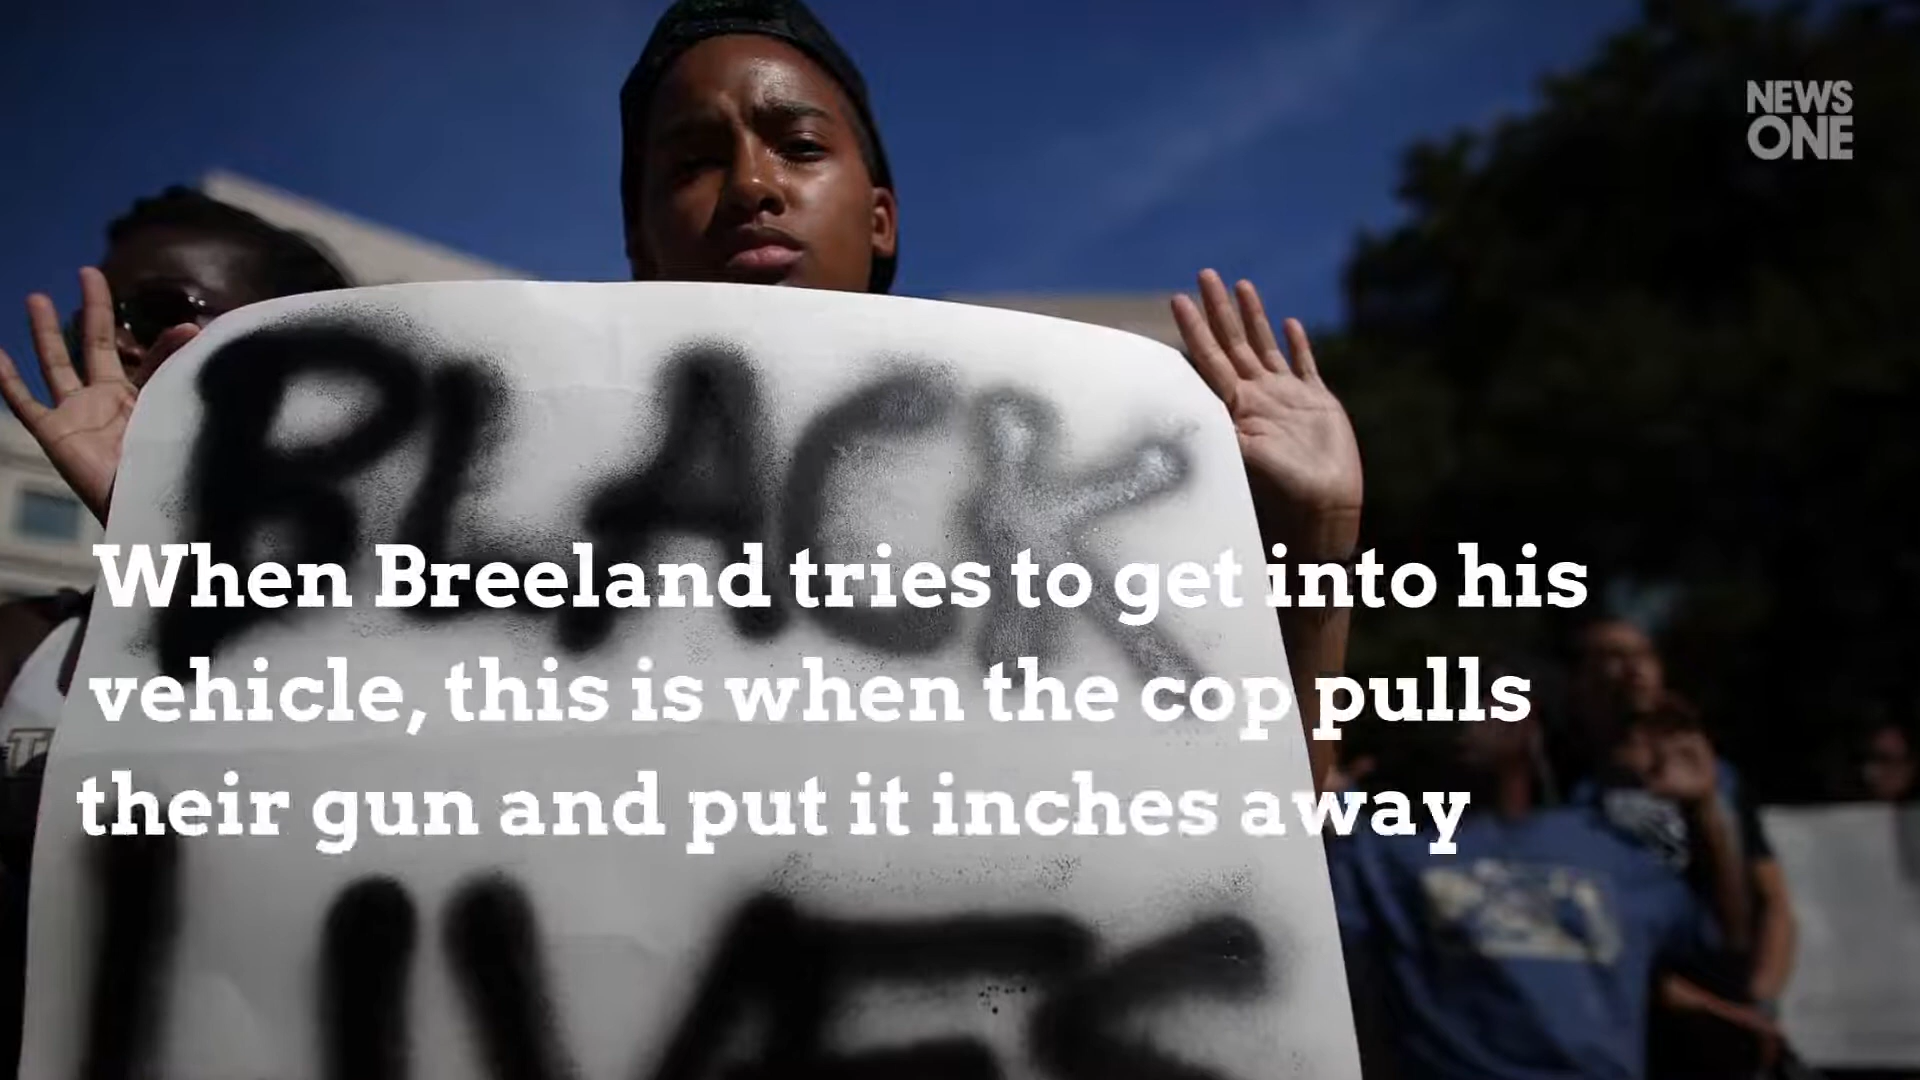 NEWS
ONE
BLACK
When Breeland tries to get into his
vehicle, this is when the cop pulls
their gun and put it inches away
LIVES